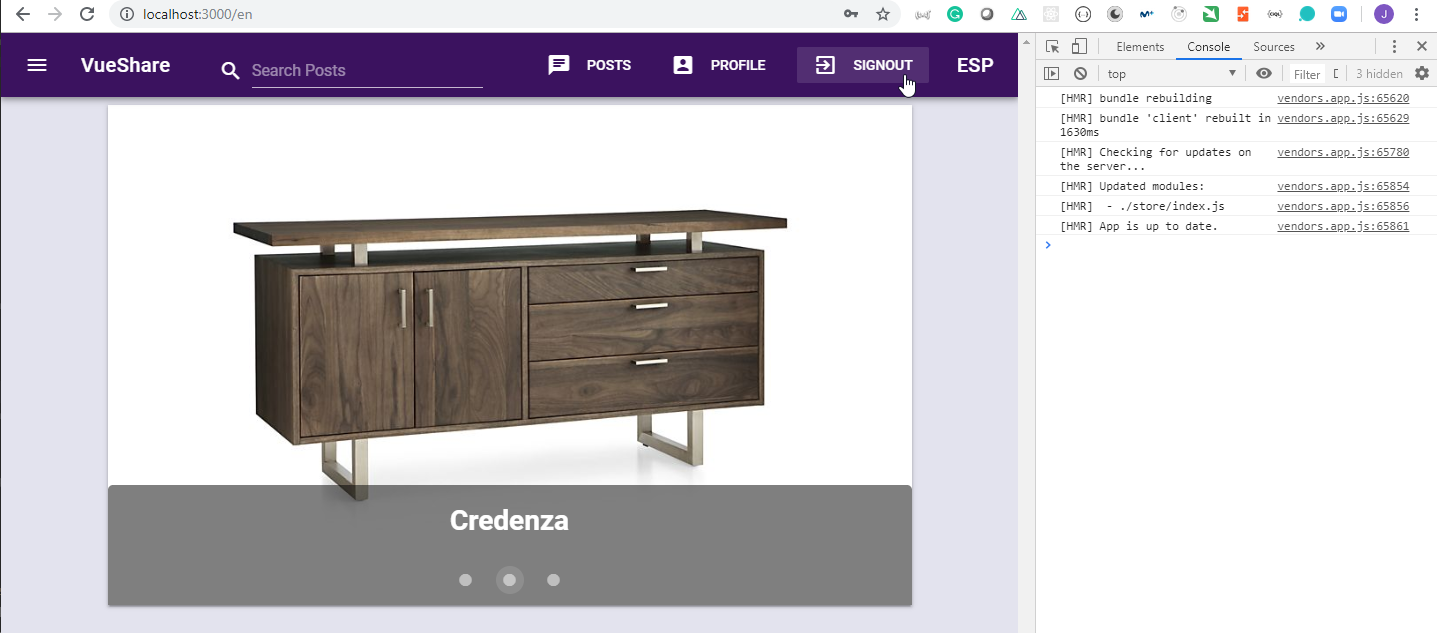 localhost:3000/en
VueShare
Search Posts
POSTS
PROFILE
SIGNOUT
ESP
Credenza
Elements
Console
Sources
top
Filter
3 hidden
[HMR] bundle rebuilding vendors.app.js:65620
[HMR] bundle 'client' rebuilt in vendors.app.js:65629
1630ms
[HMR] Checking for updates on vendors.app.js:65780
the server...
[HMR] Updated modules: vendors.app.js:65854
[HMR]  - ./store/index.js vendors.app.js:65856
[HMR] App is up to date. vendors.app.js:65861